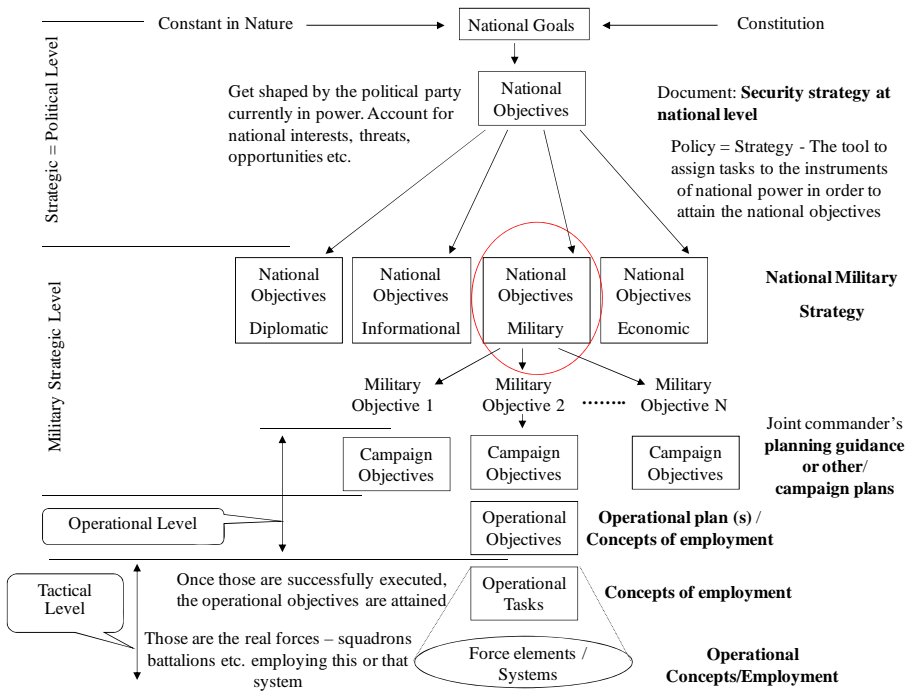 Constant in Nature
National Goals
Constitution
Strategic = Political Level
Get shaped by the political party
currently in power. Account for
national interests, threats,
opportunities etc.
National
Objectives
Document: Security strategy at
national level
Policy = Strategy - The tool to
assign tasks to the instruments
of national power in order to
attain the national objectives
Military Strategic Level
National
Objectives
Diplomatic
National
Objectives
Informational
National
Objectives
Military
National
Objectives
Economic
National Military
Strategy
Military
Objective 1
Military
Objective 2
........
Military
Objective N
Campaign
Objectives
Campaign
Objectives
Campaign
Objectives
Joint commander’s
planning guidance
or other/
campaign plans
Operational Level
Operational
Objectives
Operational plan (s) /
Concepts of employment
Tactical
Level
Once those are successfully executed,
the operational objectives are attained
Operational
Tasks
Concepts of employment
Those are the real forces – squadrons
battalions etc. employing this or that
system
Force elements /
Systems
Operational
Concepts/Employment